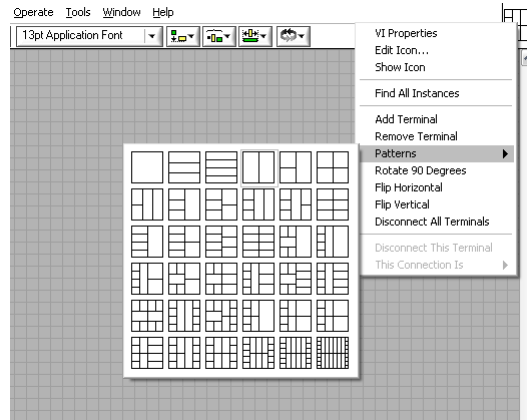 Operate Tools Window Help
13pt Application Font
VI Properties
Edit Icon...
Show Icon
Find All Instances
Add Terminal
Remove Terminal
Patterns
Rotate 90 Degrees
Flip Horizontal
Flip Vertical
Disconnect All Terminals
Disconnect This Terminal
This Connection Is